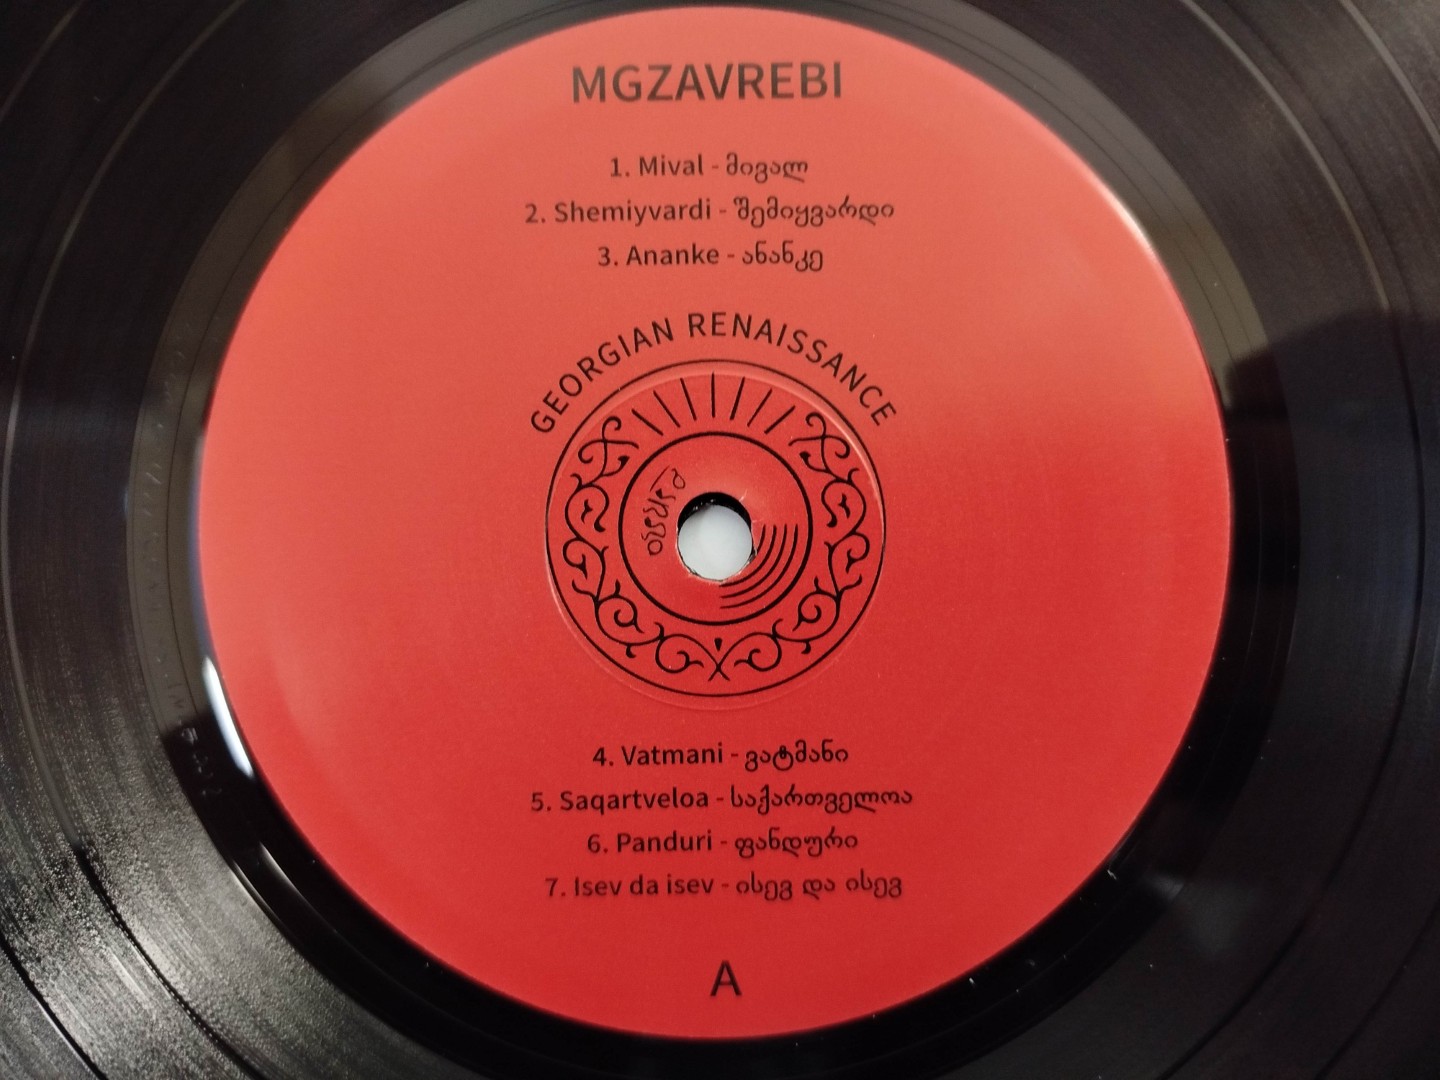 MGZAVREBI
1. Mival - მივალ
2. Shemiyvardi - შემიყვარდი
3. Ananke - ანანკე
GEORGIAN RENAISSANCE
4. Vatmani - ვატმანი
5. Saqartveloa - საქართველოა
6. Panduri - ფანდური
7. Isev da isev - ისევ და ისევ
A